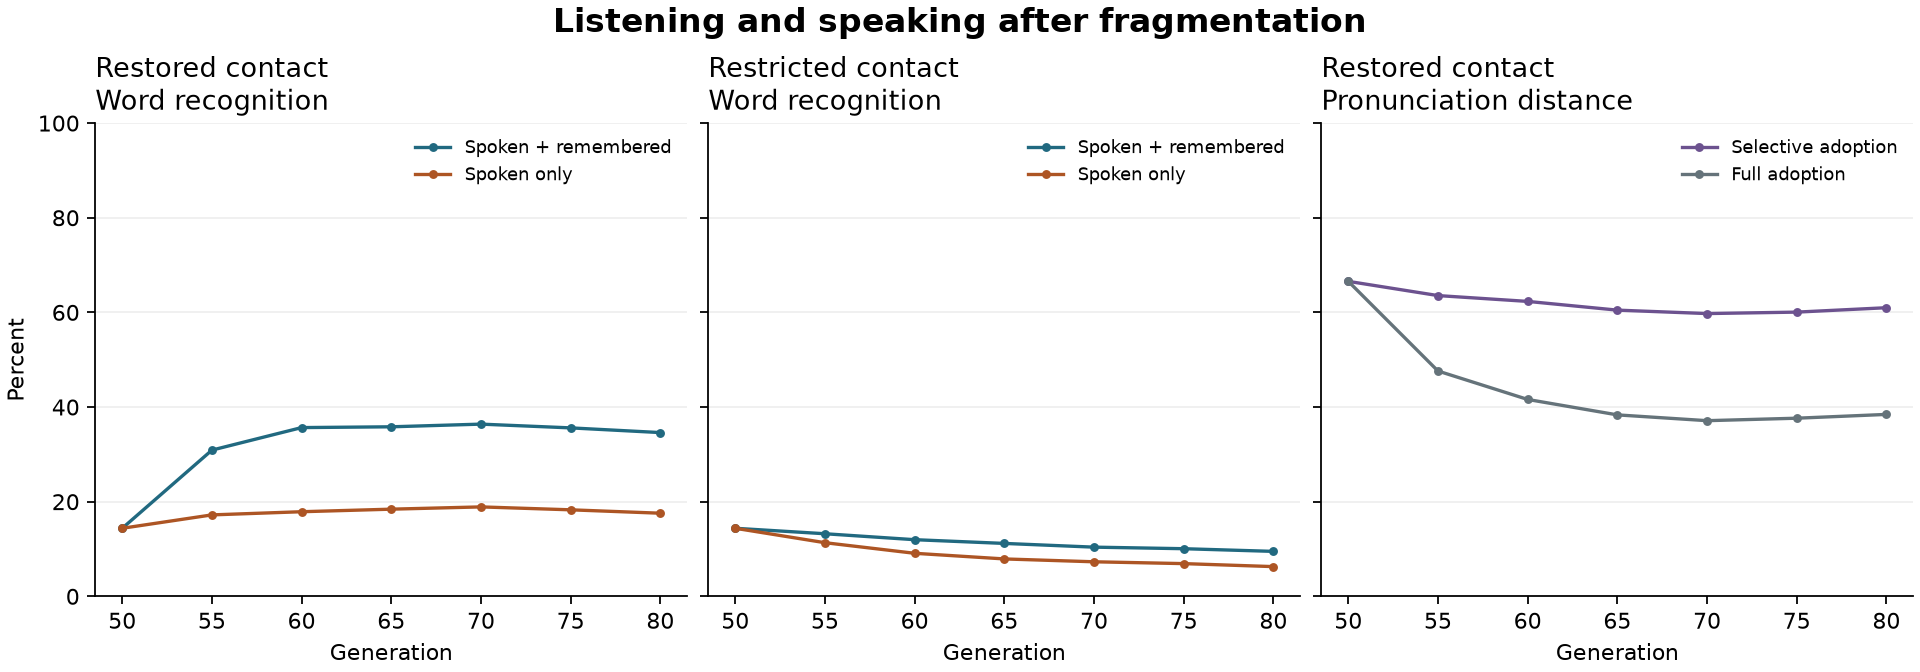 Listening and speaking after fragmentation
Restored contact
Word recognition
Percent
100
80
60
40
20
0
Spoken + remembered
Spoken only
50 55 60 65 70 75 80
Generation
Restricted contact
Word recognition
Spoken + remembered
Spoken only
50 55 60 65 70 75 80
Generation
Restored contact
Pronunciation distance
Selective adoption
Full adoption
50 55 60 65 70 75 80
Generation